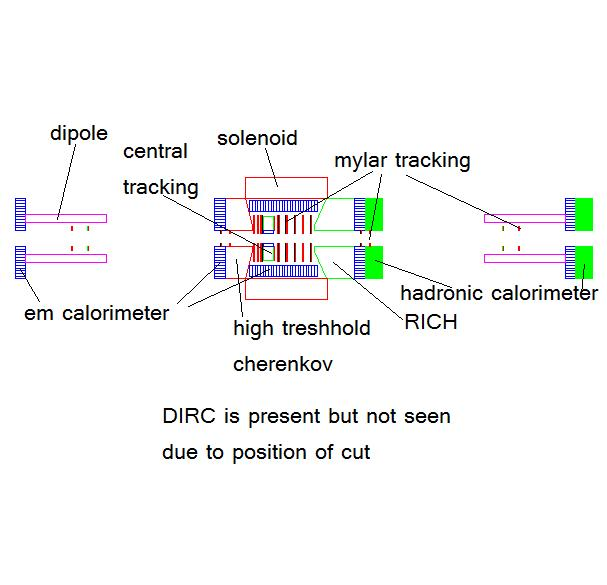 dipole
central
tracking
solenoid
mylar tracking
em calorimeter
high treshhold
cherenkov
hadronic calorimeter
RICH
DIRC is present but not seen
due to position of cut